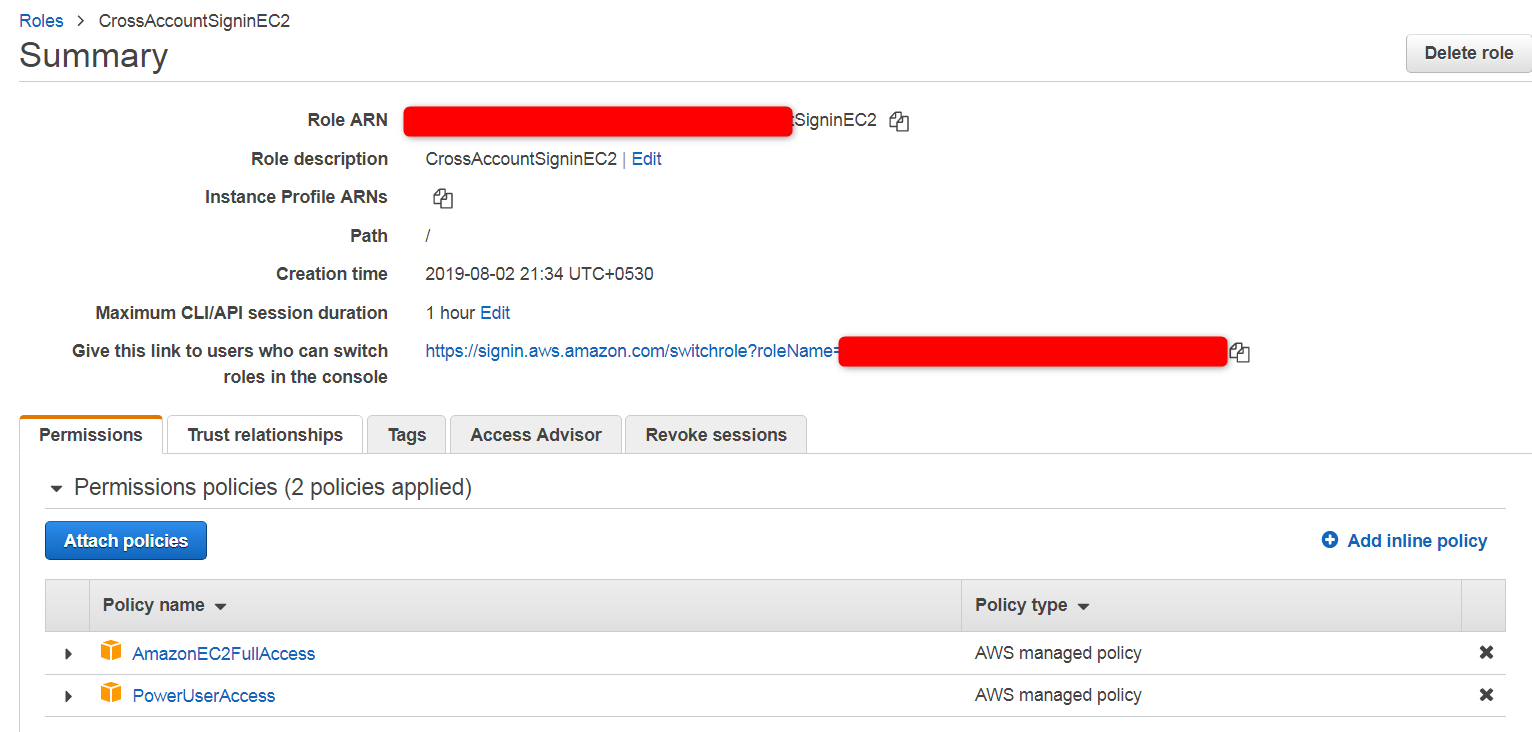 Roles > CrossAccountSigninEC2
Summary
Delete role
Role ARN SigninEC2
Role description CrossAccountSigninEC2 | Edit
Instance Profile ARNs
Path /
Creation time 2019-08-02 21:34 UTC+0530
Maximum CLI/API session duration 1 hour Edit
Give this link to users who can switch https://signin.aws.amazon.com/switchrole?roleName=
roles in the console
Permissions Trust relationships Tags Access Advisor Revoke sessions
Permissions policies (2 policies applied)
Attach policies Add inline policy
Policy name Policy type
AmazonEC2FullAccess AWS managed policy
PowerUserAccess AWS managed policy